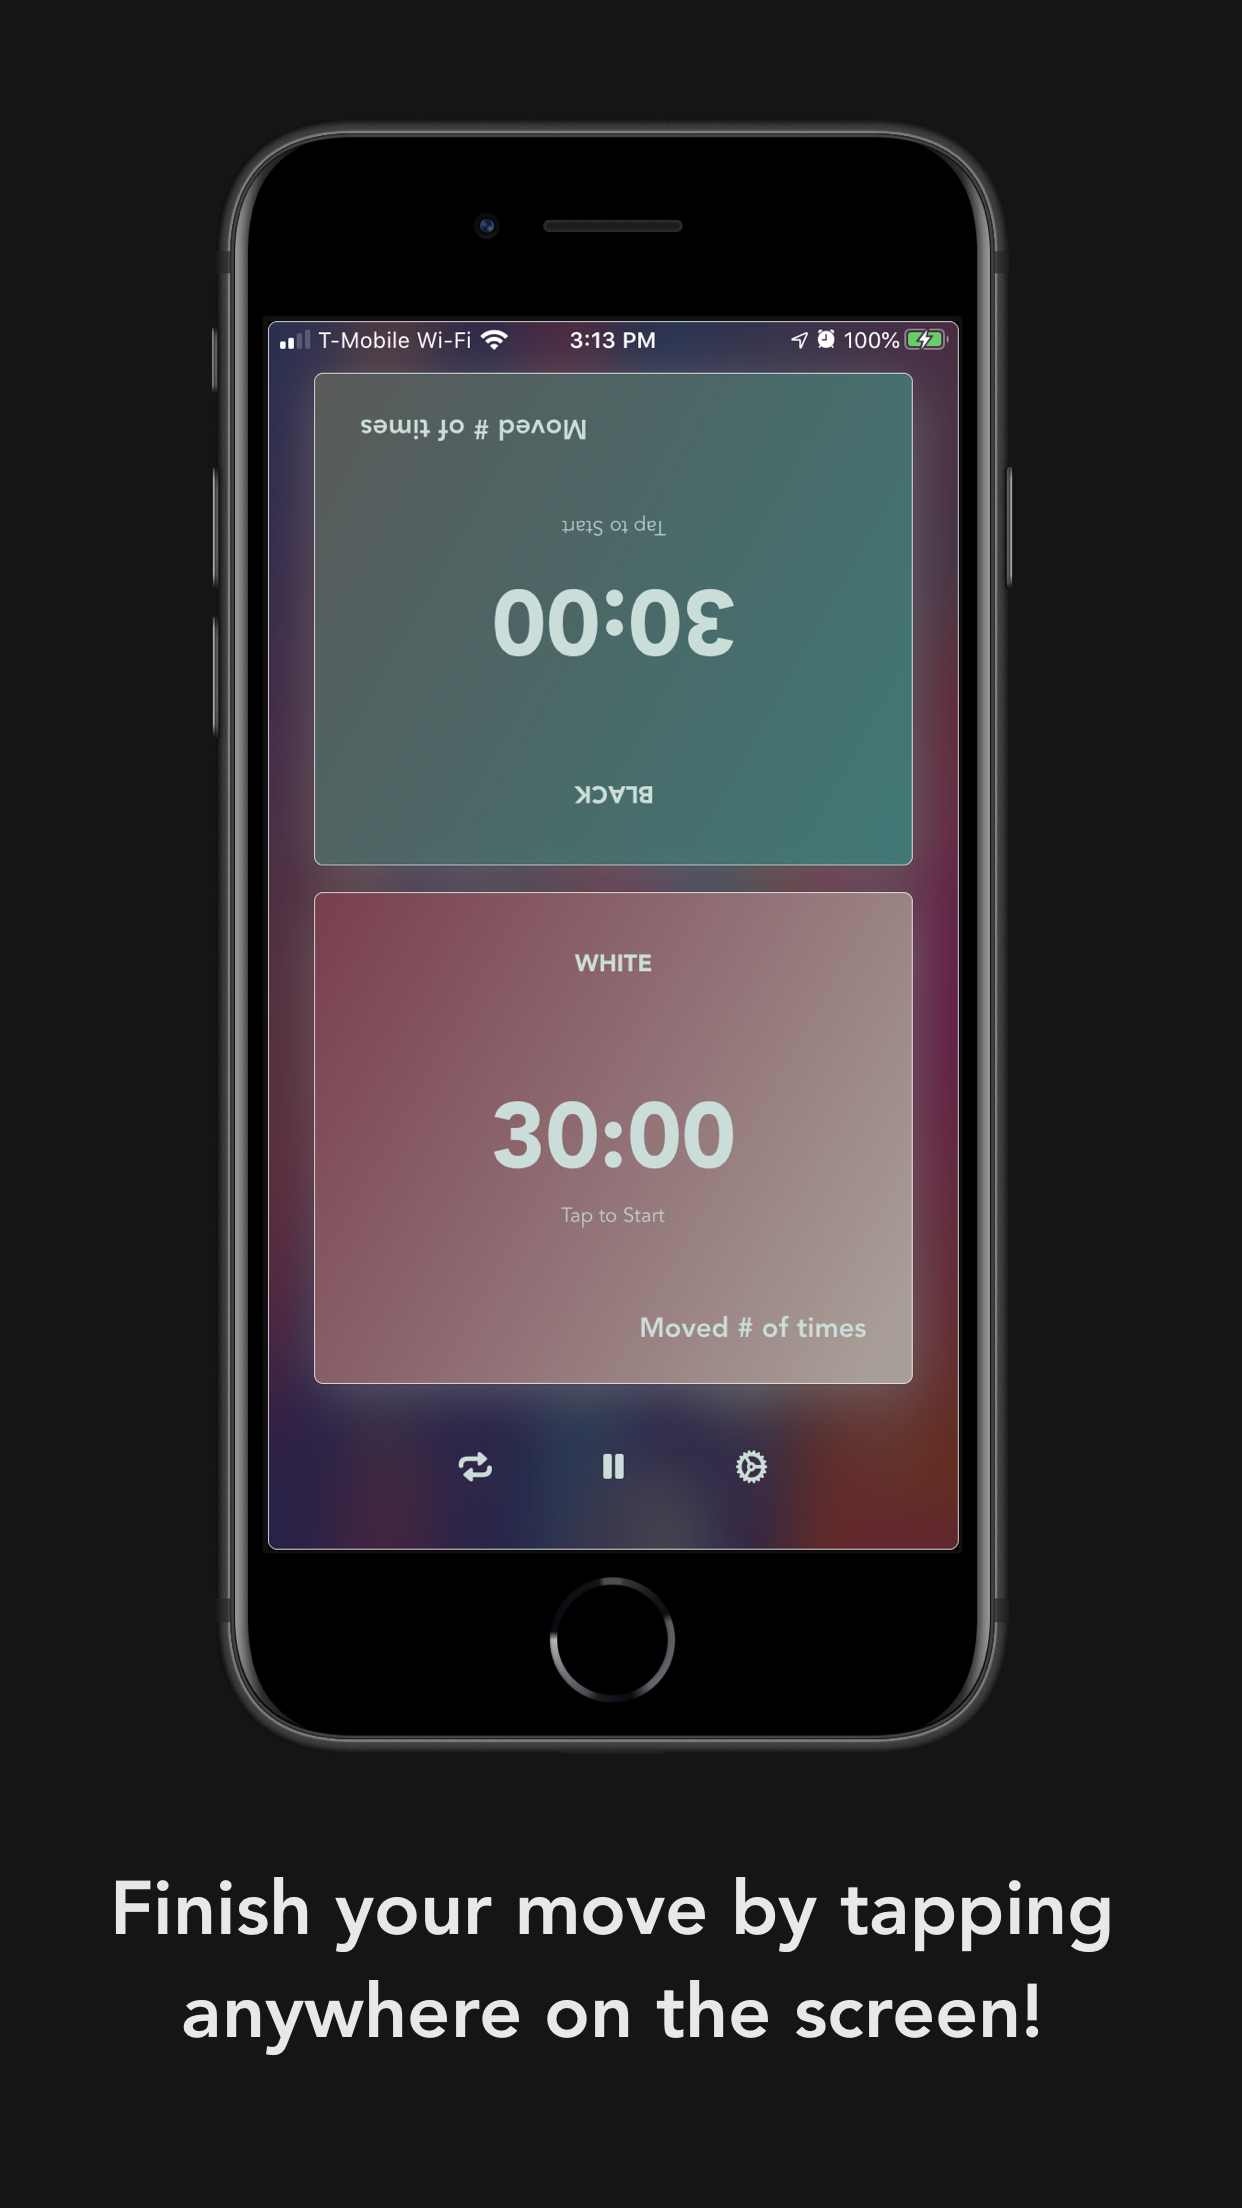 T-Mobile Wi-Fi 3:13 PM 100%
Moved # of times
Tap to Start
30:00
BLACK
WHITE
30:00
Tap to Start
Moved # of times
Finish your move by tapping
anywhere on the screen!